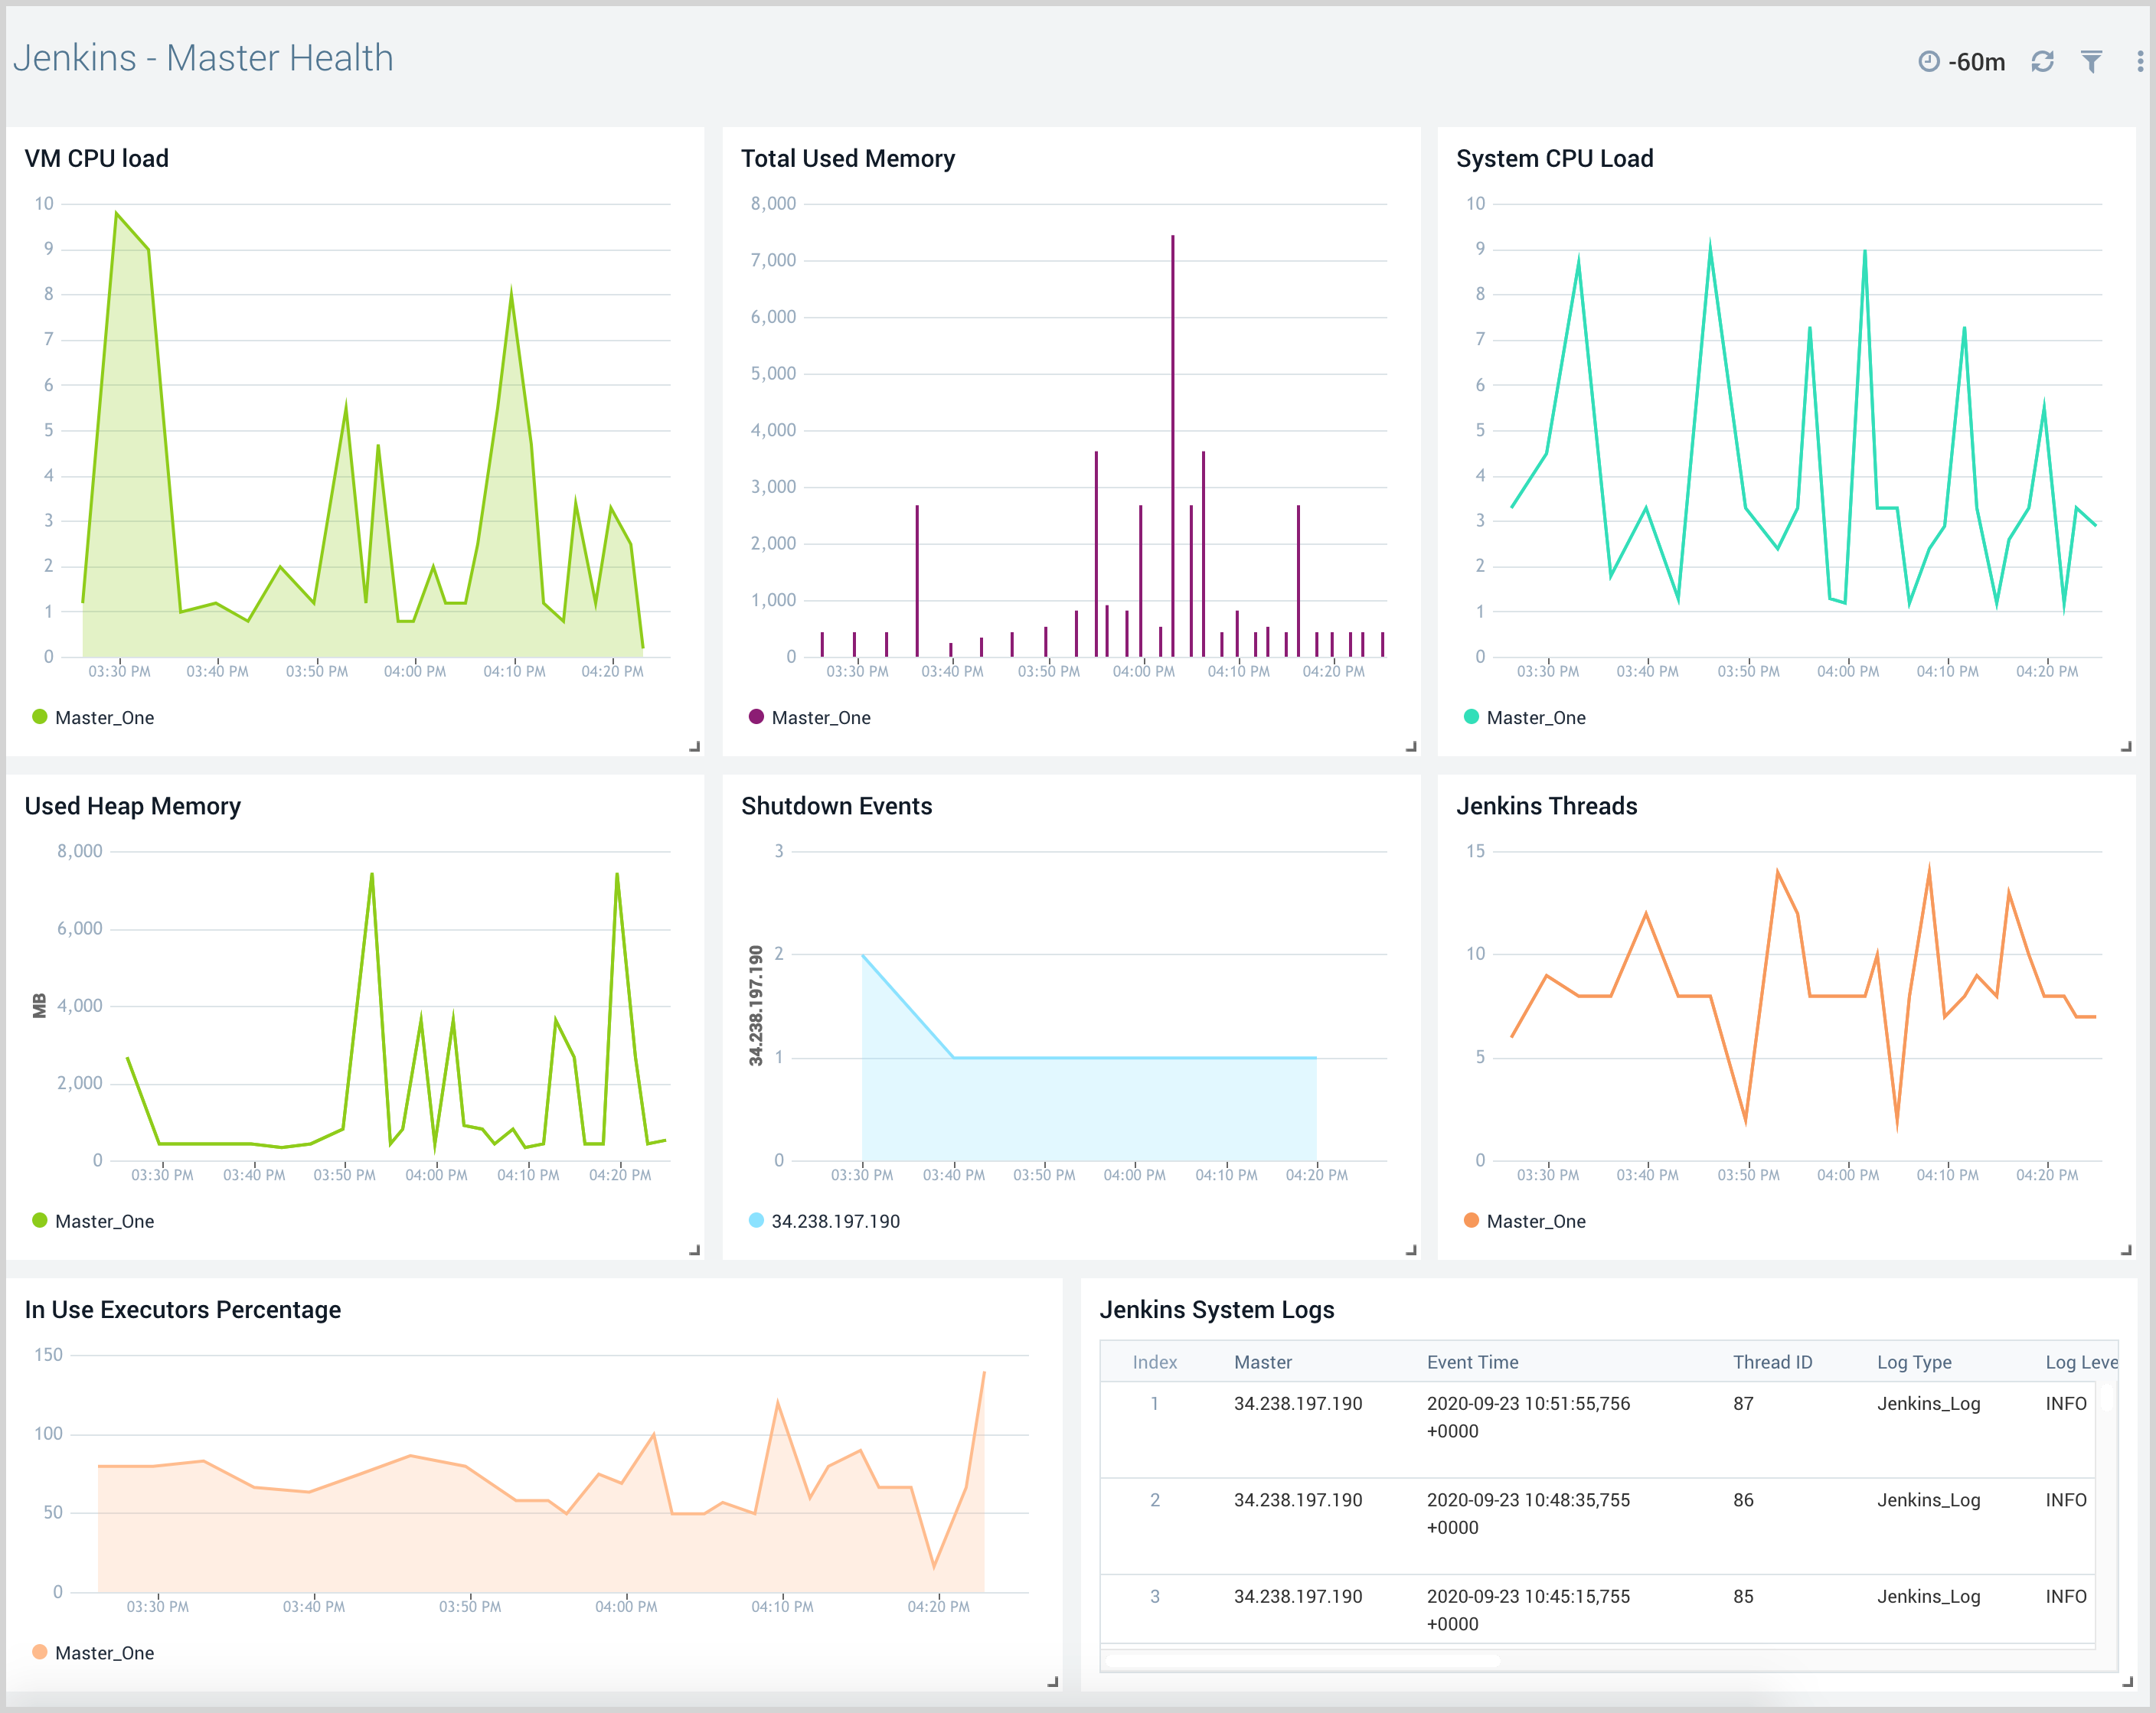 Jenkins - Master Health
-60m
VM CPU load
10
9
8
7
6
5
4
3
2
1
0
03:30 PM 03:40 PM 03:50 PM 04:00 PM 04:10 PM 04:20 PM
Master_One
Total Used Memory
8,000
7,000
6,000
5,000
4,000
3,000
2,000
1,000
0
03:30 PM 03:40 PM 03:50 PM 04:00 PM 04:10 PM 04:20 PM
Master_One
System CPU Load
10
9
8
7
6
5
4
3
2
1
0
03:30 PM 03:40 PM 03:50 PM 04:00 PM 04:10 PM 04:20 PM
Master_One
Used Heap Memory
MB
8,000
6,000
4,000
2,000
0
03:30 PM 03:40 PM 03:50 PM 04:00 PM 04:10 PM 04:20 PM
Master_One
Shutdown Events
34.238.197.190
3
2
1
0
03:30 PM 03:40 PM 03:50 PM 04:00 PM 04:10 PM 04:20 PM
34.238.197.190
Jenkins Threads
15
10
5
0
03:30 PM 03:40 PM 03:50 PM 04:00 PM 04:10 PM 04:20 PM
Master_One
In Use Executors Percentage
150
100
50
0
03:30 PM 03:40 PM 03:50 PM 04:00 PM 04:10 PM 04:20 PM
Master_One
Jenkins System Logs
Index Master Event Time Thread ID Log Type Log Leve
1 34.238.197.190 2020-09-23 10:51:55,756 87 Jenkins_Log INFO
+0000
2 34.238.197.190 2020-09-23 10:48:35,755 86 Jenkins_Log INFO
+0000
3 34.238.197.190 2020-09-23 10:45:15,755 85 Jenkins_Log INFO
+0000